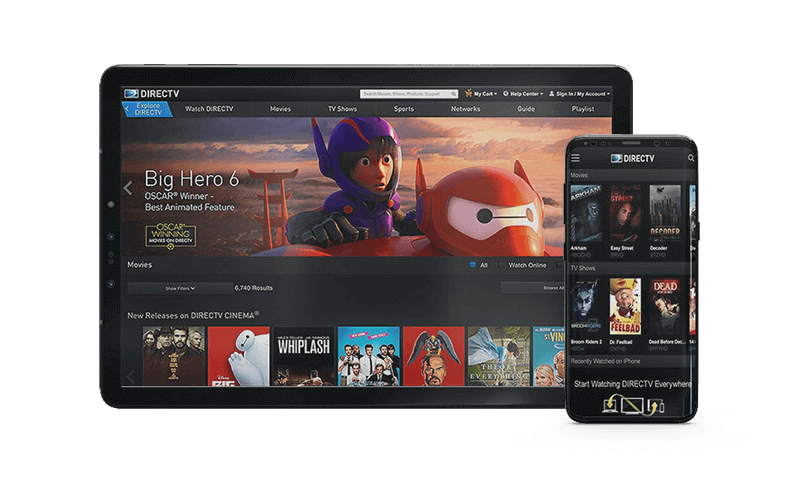 DIRECTV
Search Movies, Shows, Products, Support
My Cart
Help Center
Sign In / My Account
Explore DIRECTV
Watch DIRECTV
Movies
TV Shows
Sports
Networks
Guide
Playlist
Big Hero 6
OSCAR® Winner -
Best Animated Feature
OSCAR®
WINNING
MOVIES ON DIRECTV
Movies
All
Watch Online
Show Filters
6,740 Results
Browse All
New Releases on DIRECTV CINEMA®
WHIPLASH
THEORY
EVERYTHING
ST. VIN
DIRECTV
Movies
ARKHAM
STREET
DECODER
Arkham
Easy Street
Decoder
TV Shows
DR.
FEELBAD
DEAD
Broom Riders 2
Dr. Feelbad
Dead Before Dec...
Recently Watched on iPhone
Start Watching DIRECTV Everywhere